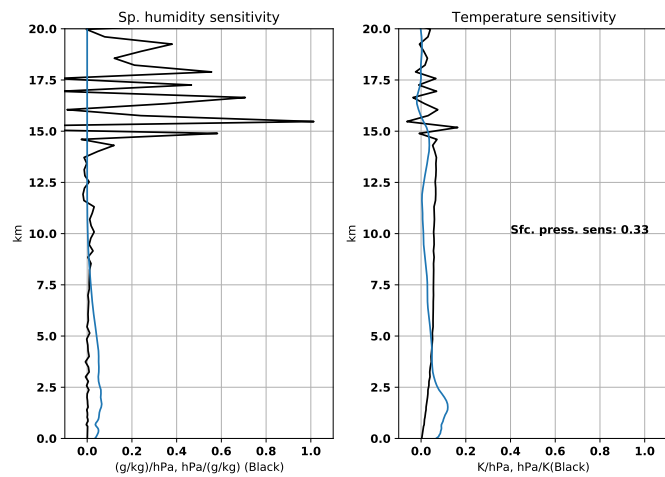 Sp. humidity sensitivity
20.0
17.5
15.0
12.5
10.0
7.5
5.0
2.5
0.0
km
0.0 0.2 0.4 0.6 0.8 1.0
(g/kg)/hPa, hPa/(g/kg) (Black)
Temperature sensitivity
20.0
17.5
15.0
12.5
10.0
7.5
5.0
2.5
0.0
km
Sfc. press. sens: 0.33
0.0 0.2 0.4 0.6 0.8 1.0
K/hPa, hPa/K(Black)